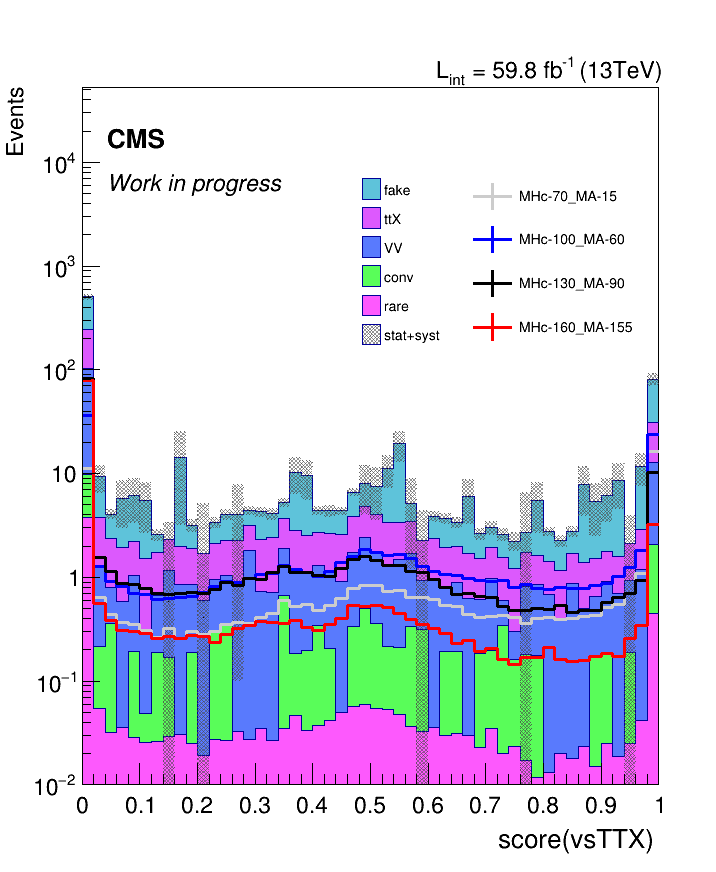 L_int = 59.8 fb^-1 (13TeV)
Events
CMS
Work in progress
fake
ttX
VV
conv
rare
stat+syst
MHc-70_MA-15
MHc-100_MA-60
MHc-130_MA-90
MHc-160_MA-155
10^4
10^3
10^2
10
1
10^-1
10^-2
0 0.1 0.2 0.3 0.4 0.5 0.6 0.7 0.8 0.9 1
score(vsTTX)